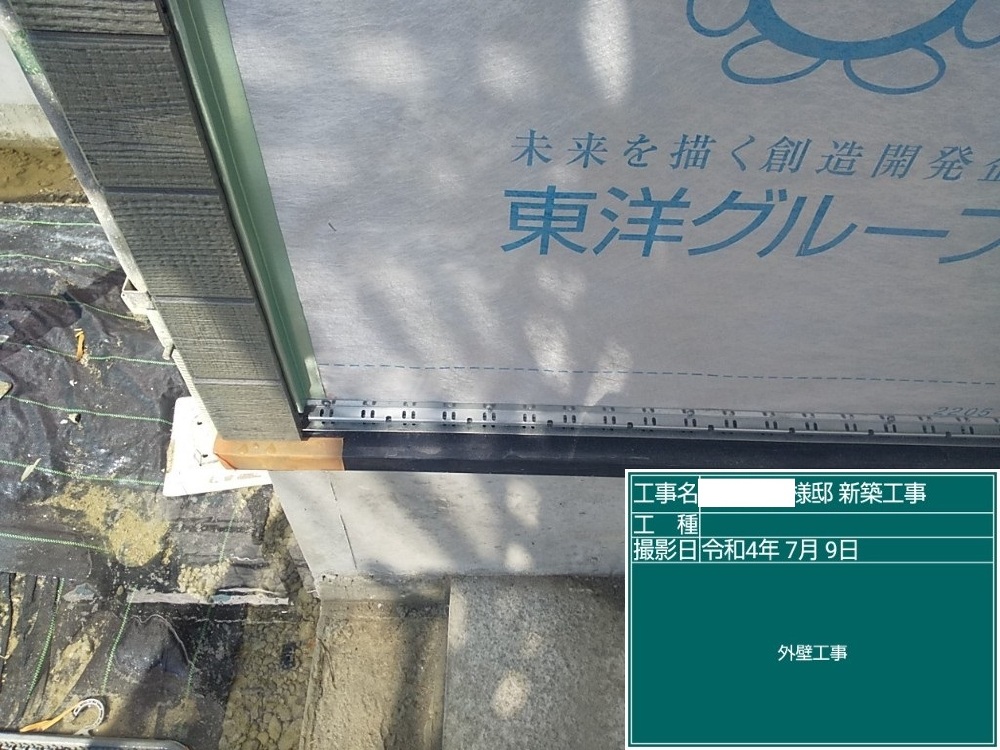 未来を描く創造開発企
東洋グループ
2205
工事名 様邸 新築工事
工 種
撮影日 令和4年 7月 9日
外壁工事